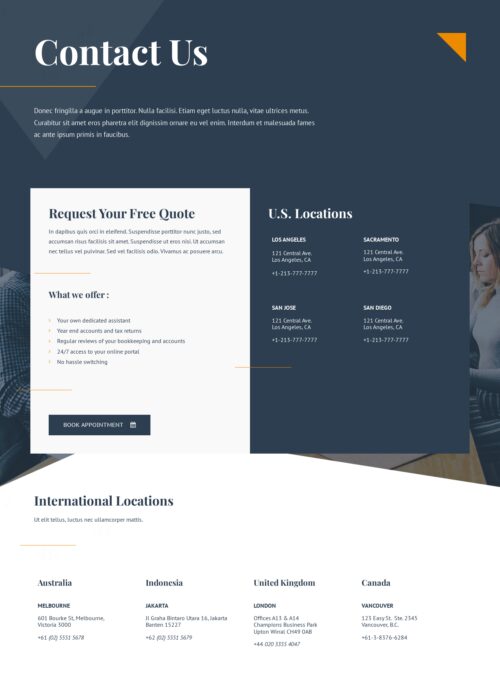 Contact Us
Donec fringilla a augue in porttitor. Nulla facilisi. Etiam eget luctus nulla, vitae ultrices metus.
Curabitur sit amet eros pharetra elit dignissim ornare eu vel enim. Interdum et malesuada fames
ac ante ipsum primis in faucibus.
Request Your Free Quote
In dapibus quis orci in eleifend. Suspendisse porttitor nunc justo, sed
accumsan risus facilisis sit amet. Suspendisse ut eros nisi. Ut accumsan
nec tellus vel pulvinar. Sed vel facilisis odio. Vivamus ac posuere arcu.
What we offer :
Your own dedicated assistant
Year end accounts and tax returns
Regular reviews of your bookkeeping and accounts
24/7 access to your online portal
No hassle switching
BOOK APPOINTMENT
U.S. Locations
LOS ANGELES
121 Central Ave.
Los Angeles, CA
+1-213-777-7777
SACRAMENTO
121 Central Ave.
Los Angeles, CA
+1-213-777-7777
SAN JOSE
121 Central Ave.
Los Angeles, CA
+1-213-777-7777
SAN DIEGO
121 Central Ave.
Los Angeles, CA
+1-213-777-7777
International Locations
Ut elit tellus, luctus nec ullamcorper mattis.
Australia
MELBOURNE
601 Bourke St, Melbourne,
Victoria 3000
+61 (02) 5551 5678
Indonesia
JAKARTA
Jl Graha Bintaro Utara 16, Jakarta
Banten 15227
+62 (02) 5551 5679
United Kingdom
LONDON
Offices A13 & A14
Champions Business Park
Upton Wirral CH49 0AB
+44 020 3355 4047
Canada
VANCOUVER
123 Easy St. Ste. 2345
Vancouver, B.C.
+61-3-8376-6284